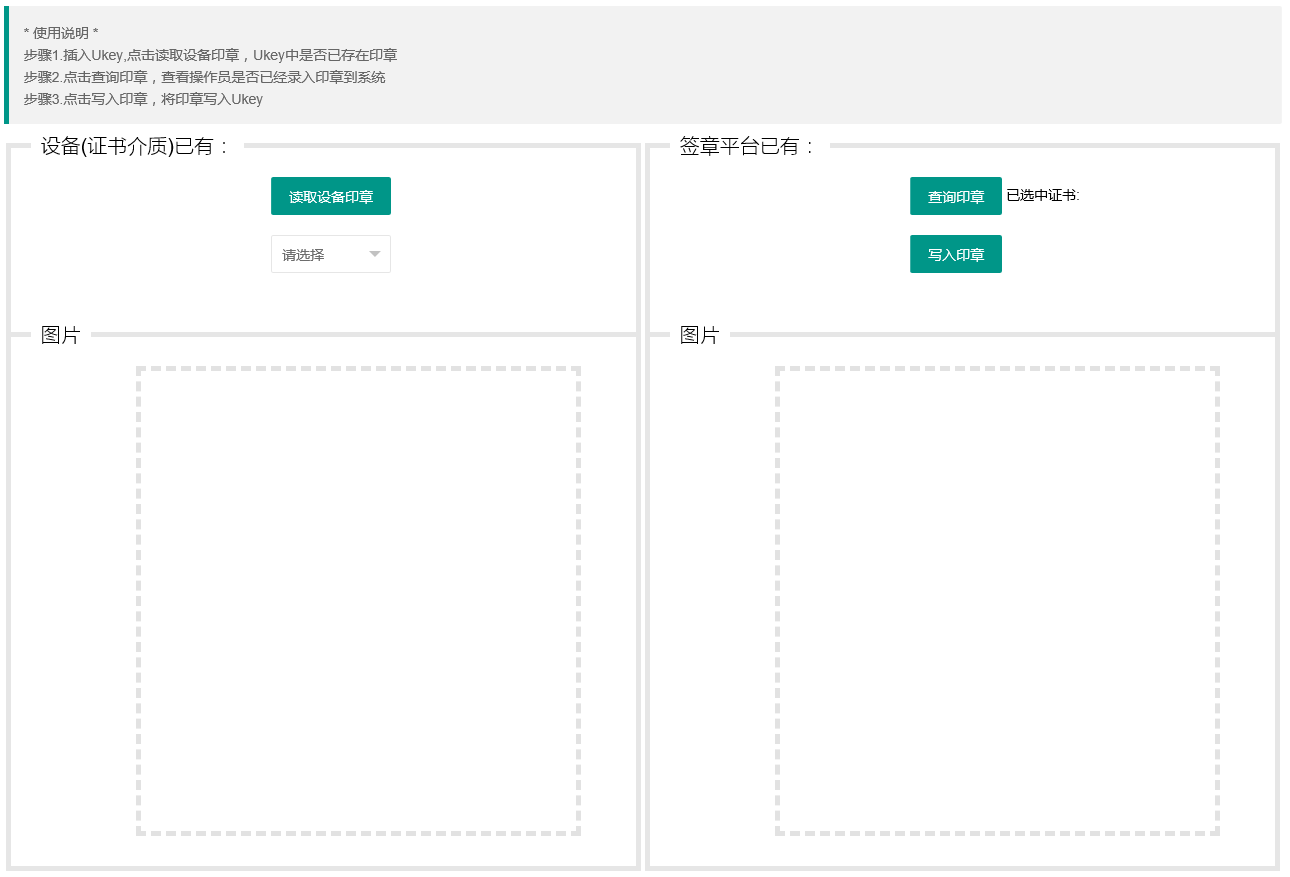 * 使用说明 *
步骤1.插入Ukey,点击读取设备印章，Ukey中是否已存在印章
步骤2.点击查询印章，查看操作员是否已经录入印章到系统
步骤3.点击写入印章，将印章写入Ukey
设备(证书介质)已有：
读取设备印章
请选择
图片
签章平台已有：
查询印章 已选中证书:
写入印章
图片